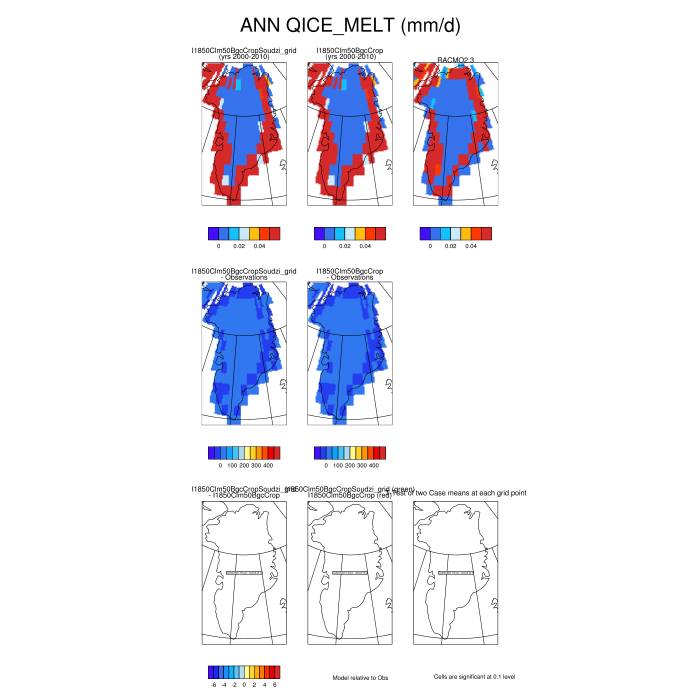 ANN QICE_MELT (mm/d)
I1850Clm50BgcCropSoudzi_grid
(yrs 2000-2010)
I1850Clm50BgcCrop
(yrs 2000-2010)
RACMO2.3
0 0.02 0.04
0 0.02 0.04
0 0.02 0.04
I1850Clm50BgcCropSoudzi_grid
- Observations
I1850Clm50BgcCrop
- Observations
0 100 200 300 400
0 100 200 300 400
I1850Clm50BgcCropSoudzi_grid
- I1850Clm50BgcCrop
I1850Clm50BgcCropSoudzi_grid (green)
I1850Clm50BgcCrop (red)
of two Case means at each grid point
-6 -4 -2 0 2 4 6
Model relative to Obs
Cells are significant at 0.1 level